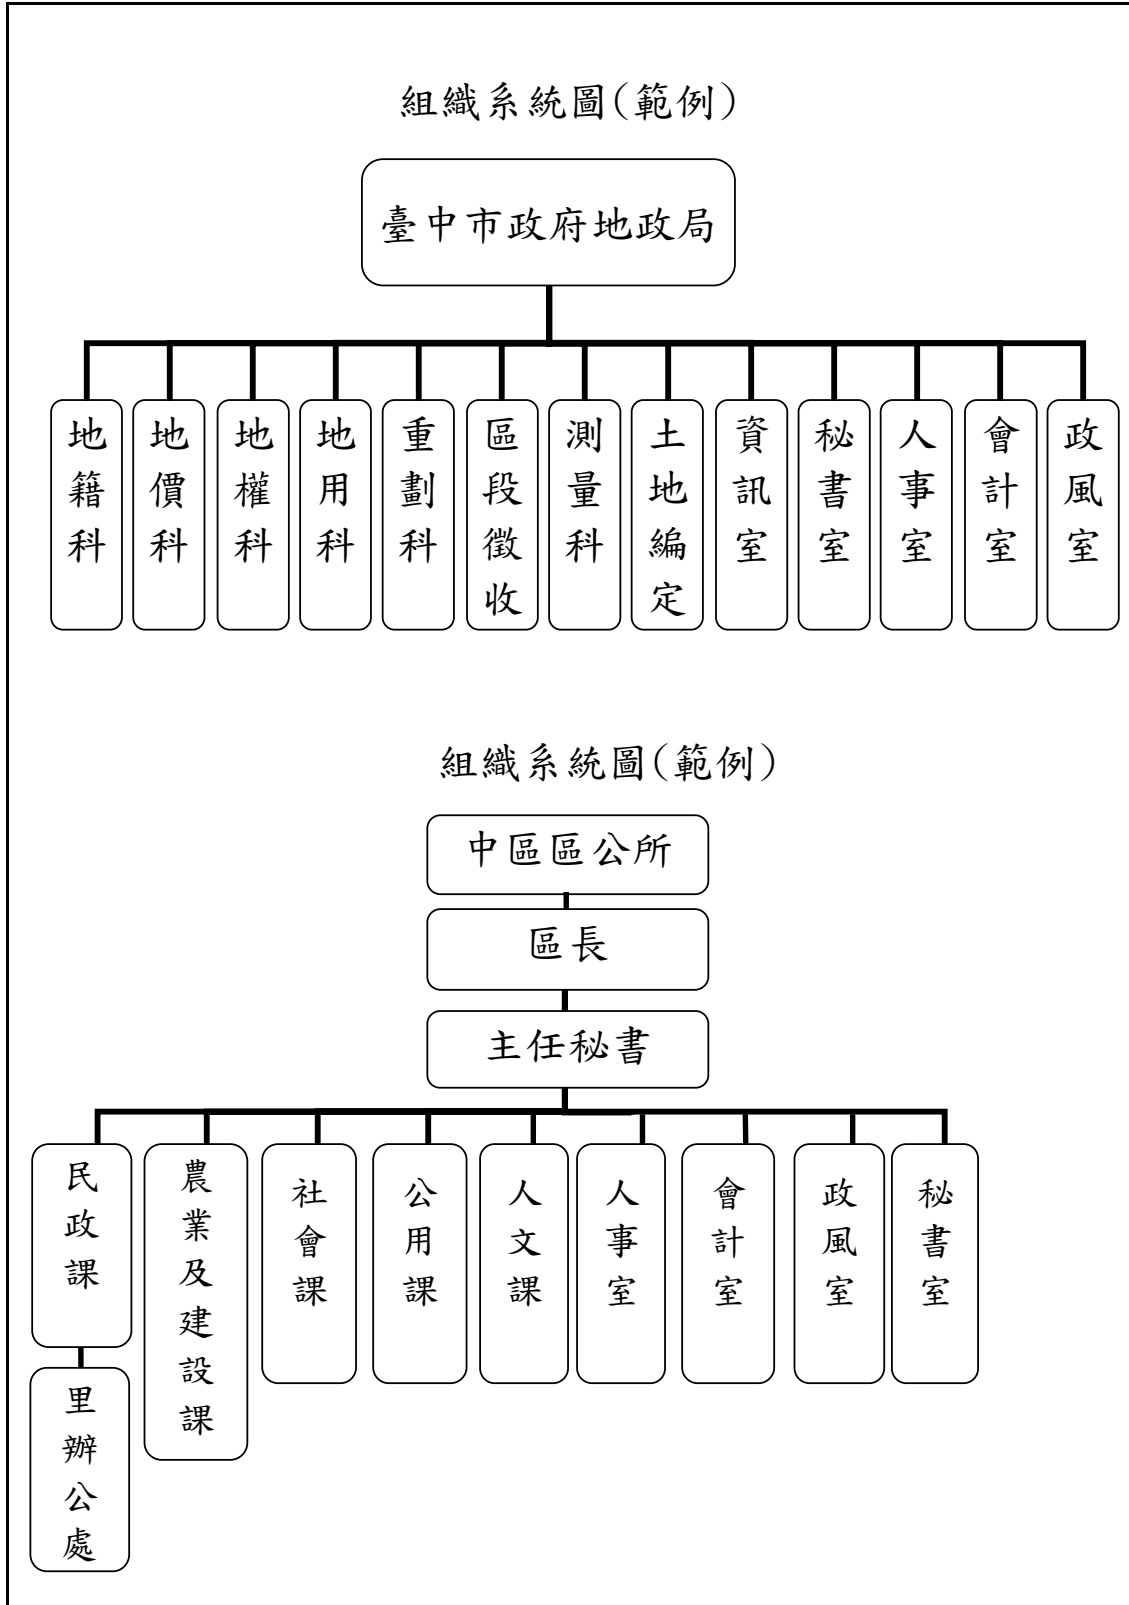 組織系統圖(範例)
臺中市政府地政局
地籍科
地價科
地權科
地用科
重劃科
區段徵收
測量科
土地編定
資訊室
秘書室
人事室
會計室
政風室
組織系統圖(範例)
中區區公所
區長
主任秘書
民政課
農業及建設課
社會課
公用課
人文課
人事室
會計室
政風室
秘書室
里辦公處